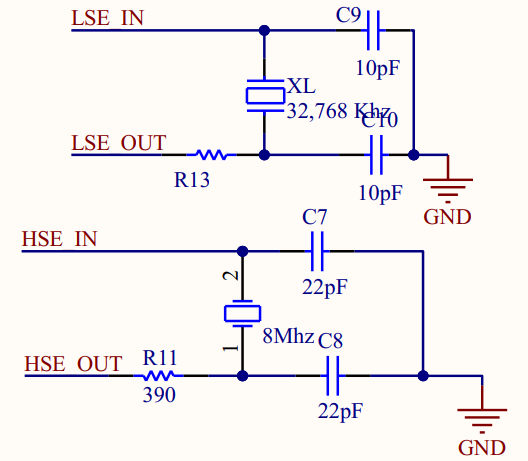 LSE_IN
C9
10pF
XL
32,768 Khz
C10
LSE_OUT
R13
10pF
GND
HSE_IN
C7
2
22pF
8Mhz
C8
1
HSE_OUT
R11
390
22pF
GND